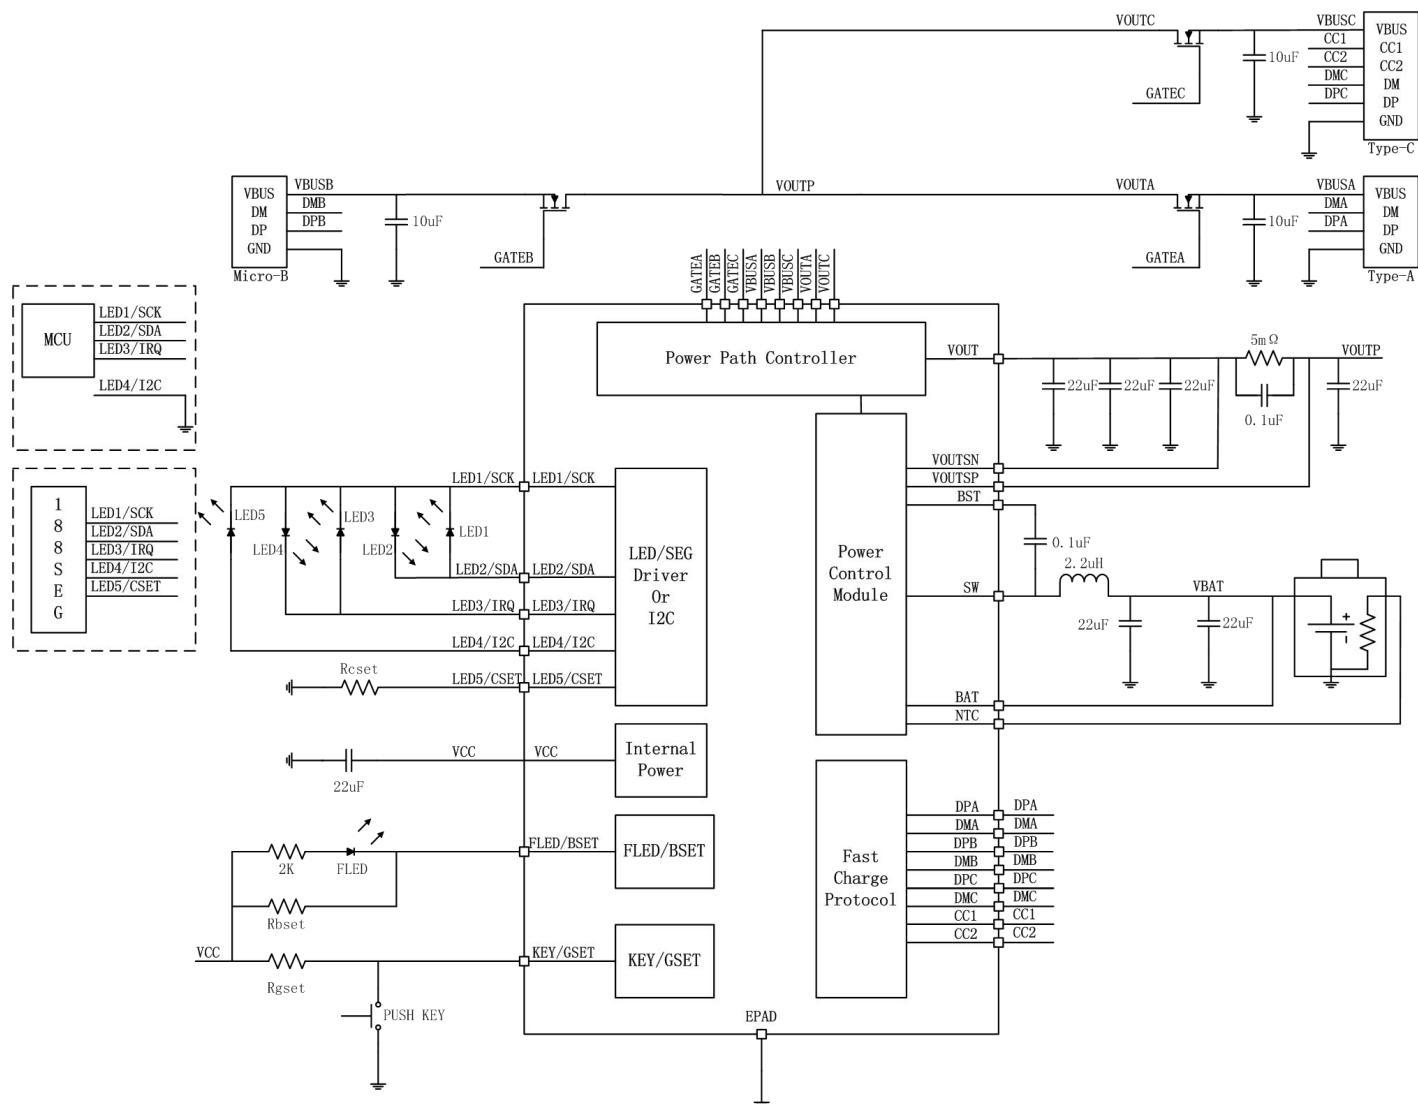 VOUTC
VBUSC
VBUS
CC1
CC1
CC2
CC2
DMC
DM
DPC
DP
GND
Type-C
10uF
GATEC
VBUS
DM
DP
GND
Micro-B
VBUSB
DMB
DPB
10uF
GATEB
VOUTP
VOUTA
VBUSA
DMA
DPA
VBUS
DM
DP
GND
Type-A
10uF
GATEA
GATEA
GATEB
GATEC
VBUSA
VBUSB
VBUSC
VOUTA
VOUTC
MCU
LED1/SCK
LED2/SDA
LED3/IRQ
LED4/I2C
Power Path Controller
VOUT
5mΩ
VOUTP
22uF
22uF
22uF
0.1uF
22uF
1
8
8
S
E
G
LED1/SCK
LED2/SDA
LED3/IRQ
LED4/I2C
LED5/CSET
LED5
LED4
LED3
LED2
LED1
LED1/SCK
LED1/SCK
LED2/SDA
LED2/SDA
LED3/IRQ
LED3/IRQ
LED4/I2C
LED4/I2C
LED5/CSET
LED5/CSET
LED/SEG
Driver
Or
I2C
Rcset
Power
Control
Module
VOUTSN
VOUTSP
BST
0.1uF
SW
2.2uH
VBAT
22uF
22uF
+
-
BAT
NTC
VCC
VCC
22uF
Internal
Power
2K
FLED
FLED/BSET
FLED/BSET
Rbset
VCC
Rgset
KEY/GSET
KEY/GSET
PUSH KEY
Fast
Charge
Protocol
DPA
DPA
DMA
DMA
DPB
DPB
DMB
DMB
DPC
DPC
DMC
DMC
CC1
CC1
CC2
CC2
EPAD